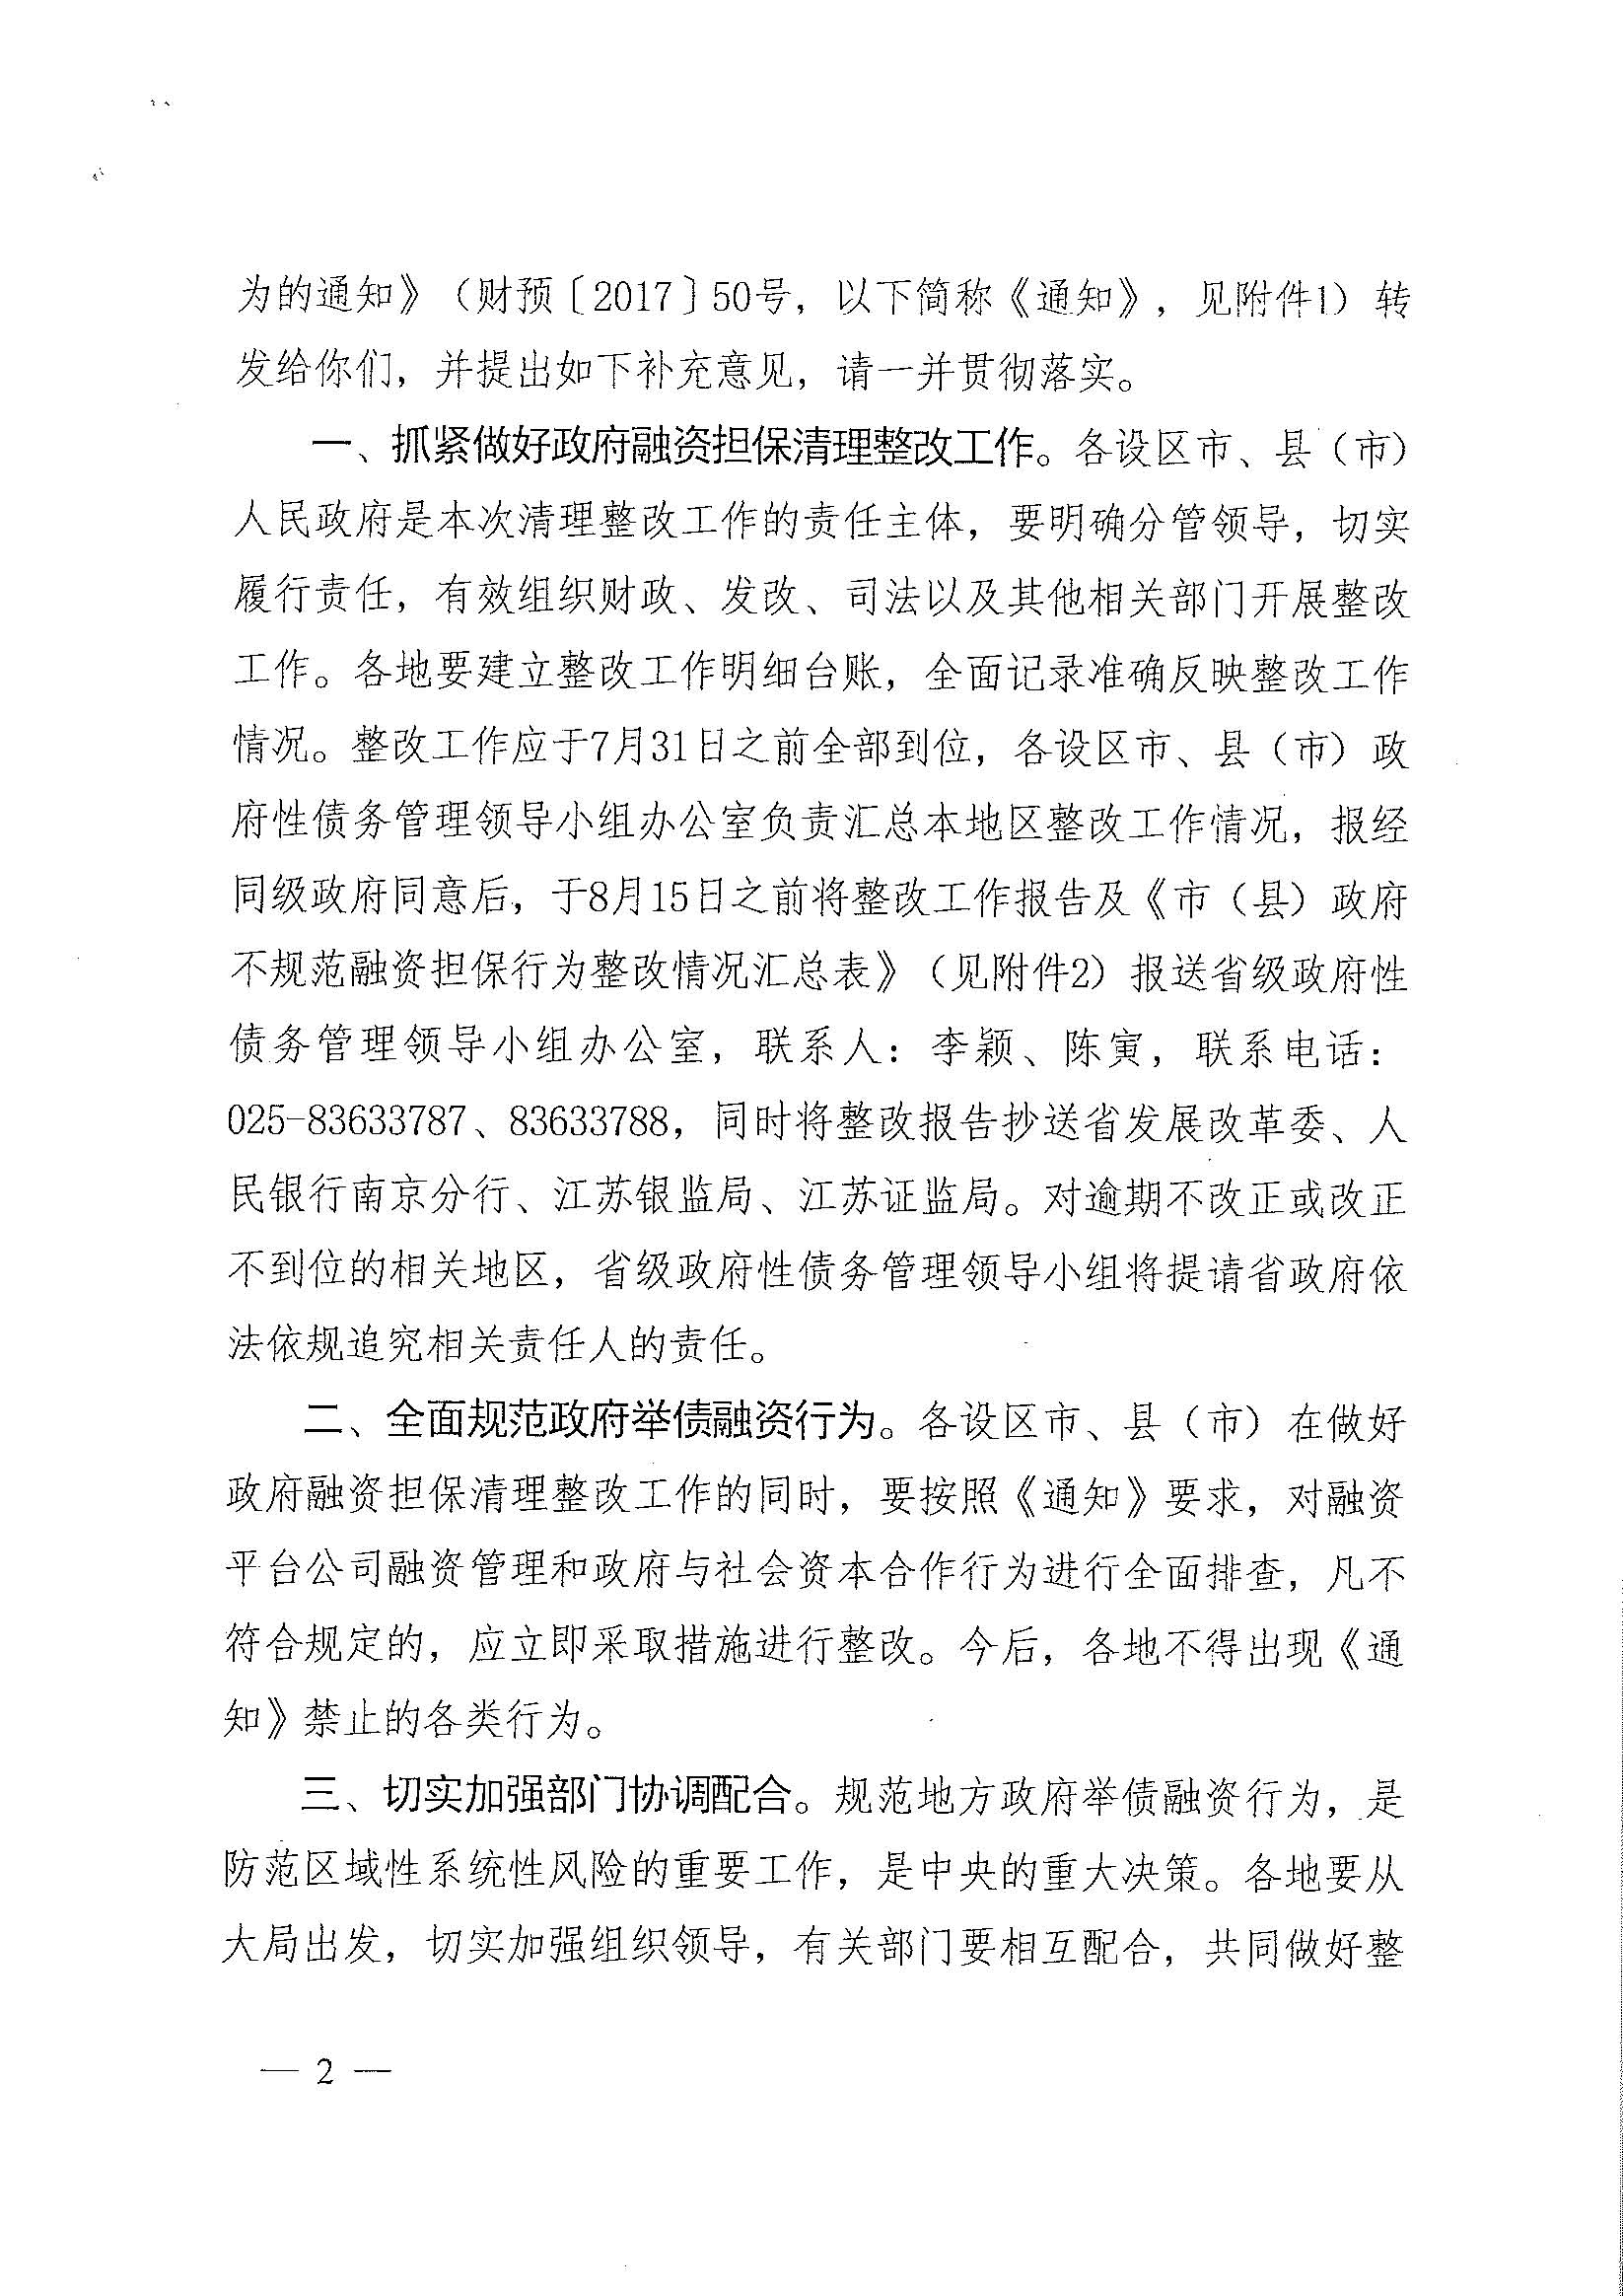 为的通知》（财预〔2017〕50号，以下简称《通知》，见附件1）转
发给你们，并提出如下补充意见，请一并贯彻落实。
一、抓紧做好政府融资担保清理整改工作。各设区市、县（市）
人民政府是本次清理整改工作的责任主体，要明确分管领导，切实
履行责任，有效组织财政、发改、司法以及其他相关部门开展整改
工作。各地要建立整改工作明细台账，全面记录准确反映整改工作
情况。整改工作应于7月31日之前全部到位，各设区市、县（市）政
府性债务管理领导小组办公室负责汇总本地区整改工作情况，报经
同级政府同意后，于8月15日之前将整改工作报告及《市（县）政府
不规范融资担保行为整改情况汇总表》（见附件2）报送省级政府性
债务管理领导小组办公室，联系人：李颖、陈寅，联系电话：
025-83633787、83633788，同时将整改报告抄送省发展改革委、人
民银行南京分行、江苏银监局、江苏证监局。对逾期不改正或改正
不到位的相关地区，省级政府性债务管理领导小组将提请省政府依
法依规追究相关责任人的责任。
二、全面规范政府举债融资行为。各设区市、县（市）在做好
政府融资担保清理整改工作的同时，要按照《通知》要求，对融资
平台公司融资管理和政府与社会资本合作行为进行全面排查，凡不
符合规定的，应立即采取措施进行整改。今后，各地不得出现《通
知》禁止的各类行为。
三、切实加强部门协调配合。规范地方政府举债融资行为，是
防范区域性系统性风险的重要工作，是中央的重大决策。各地要从
大局出发，切实加强组织领导，有关部门要相互配合，共同做好整
— 2 —